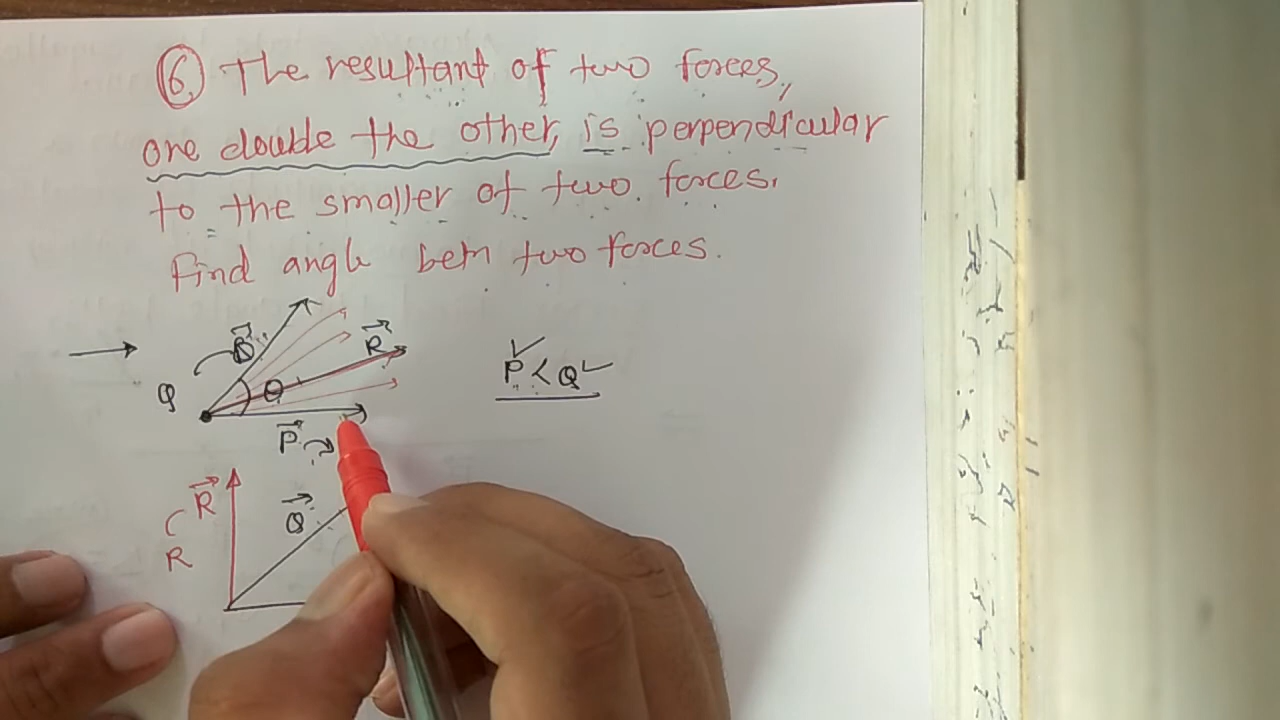 6. The resultant of two forces,
one double the other, is perpendicular
to the smaller of two forces.
Find angle betn two forces.
Q R
P < Q
Q θ
P
R Q
R